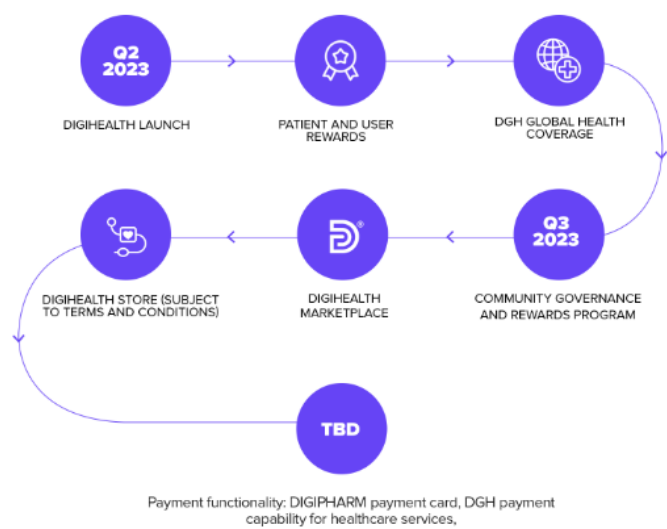 Q2
2023
DIGIHEALTH LAUNCH
PATIENT AND USER
REWARDS
DGH GLOBAL HEALTH
COVERAGE
Q3
2023
COMMUNITY GOVERNANCE
AND REWARDS PROGRAM
DIGIHEALTH
MARKETPLACE
DIGIHEALTH STORE (SUBJECT
TO TERMS AND CONDITIONS)
TBD
Payment functionality: DIGIPHARM payment card, DGH payment
capability for healthcare services,